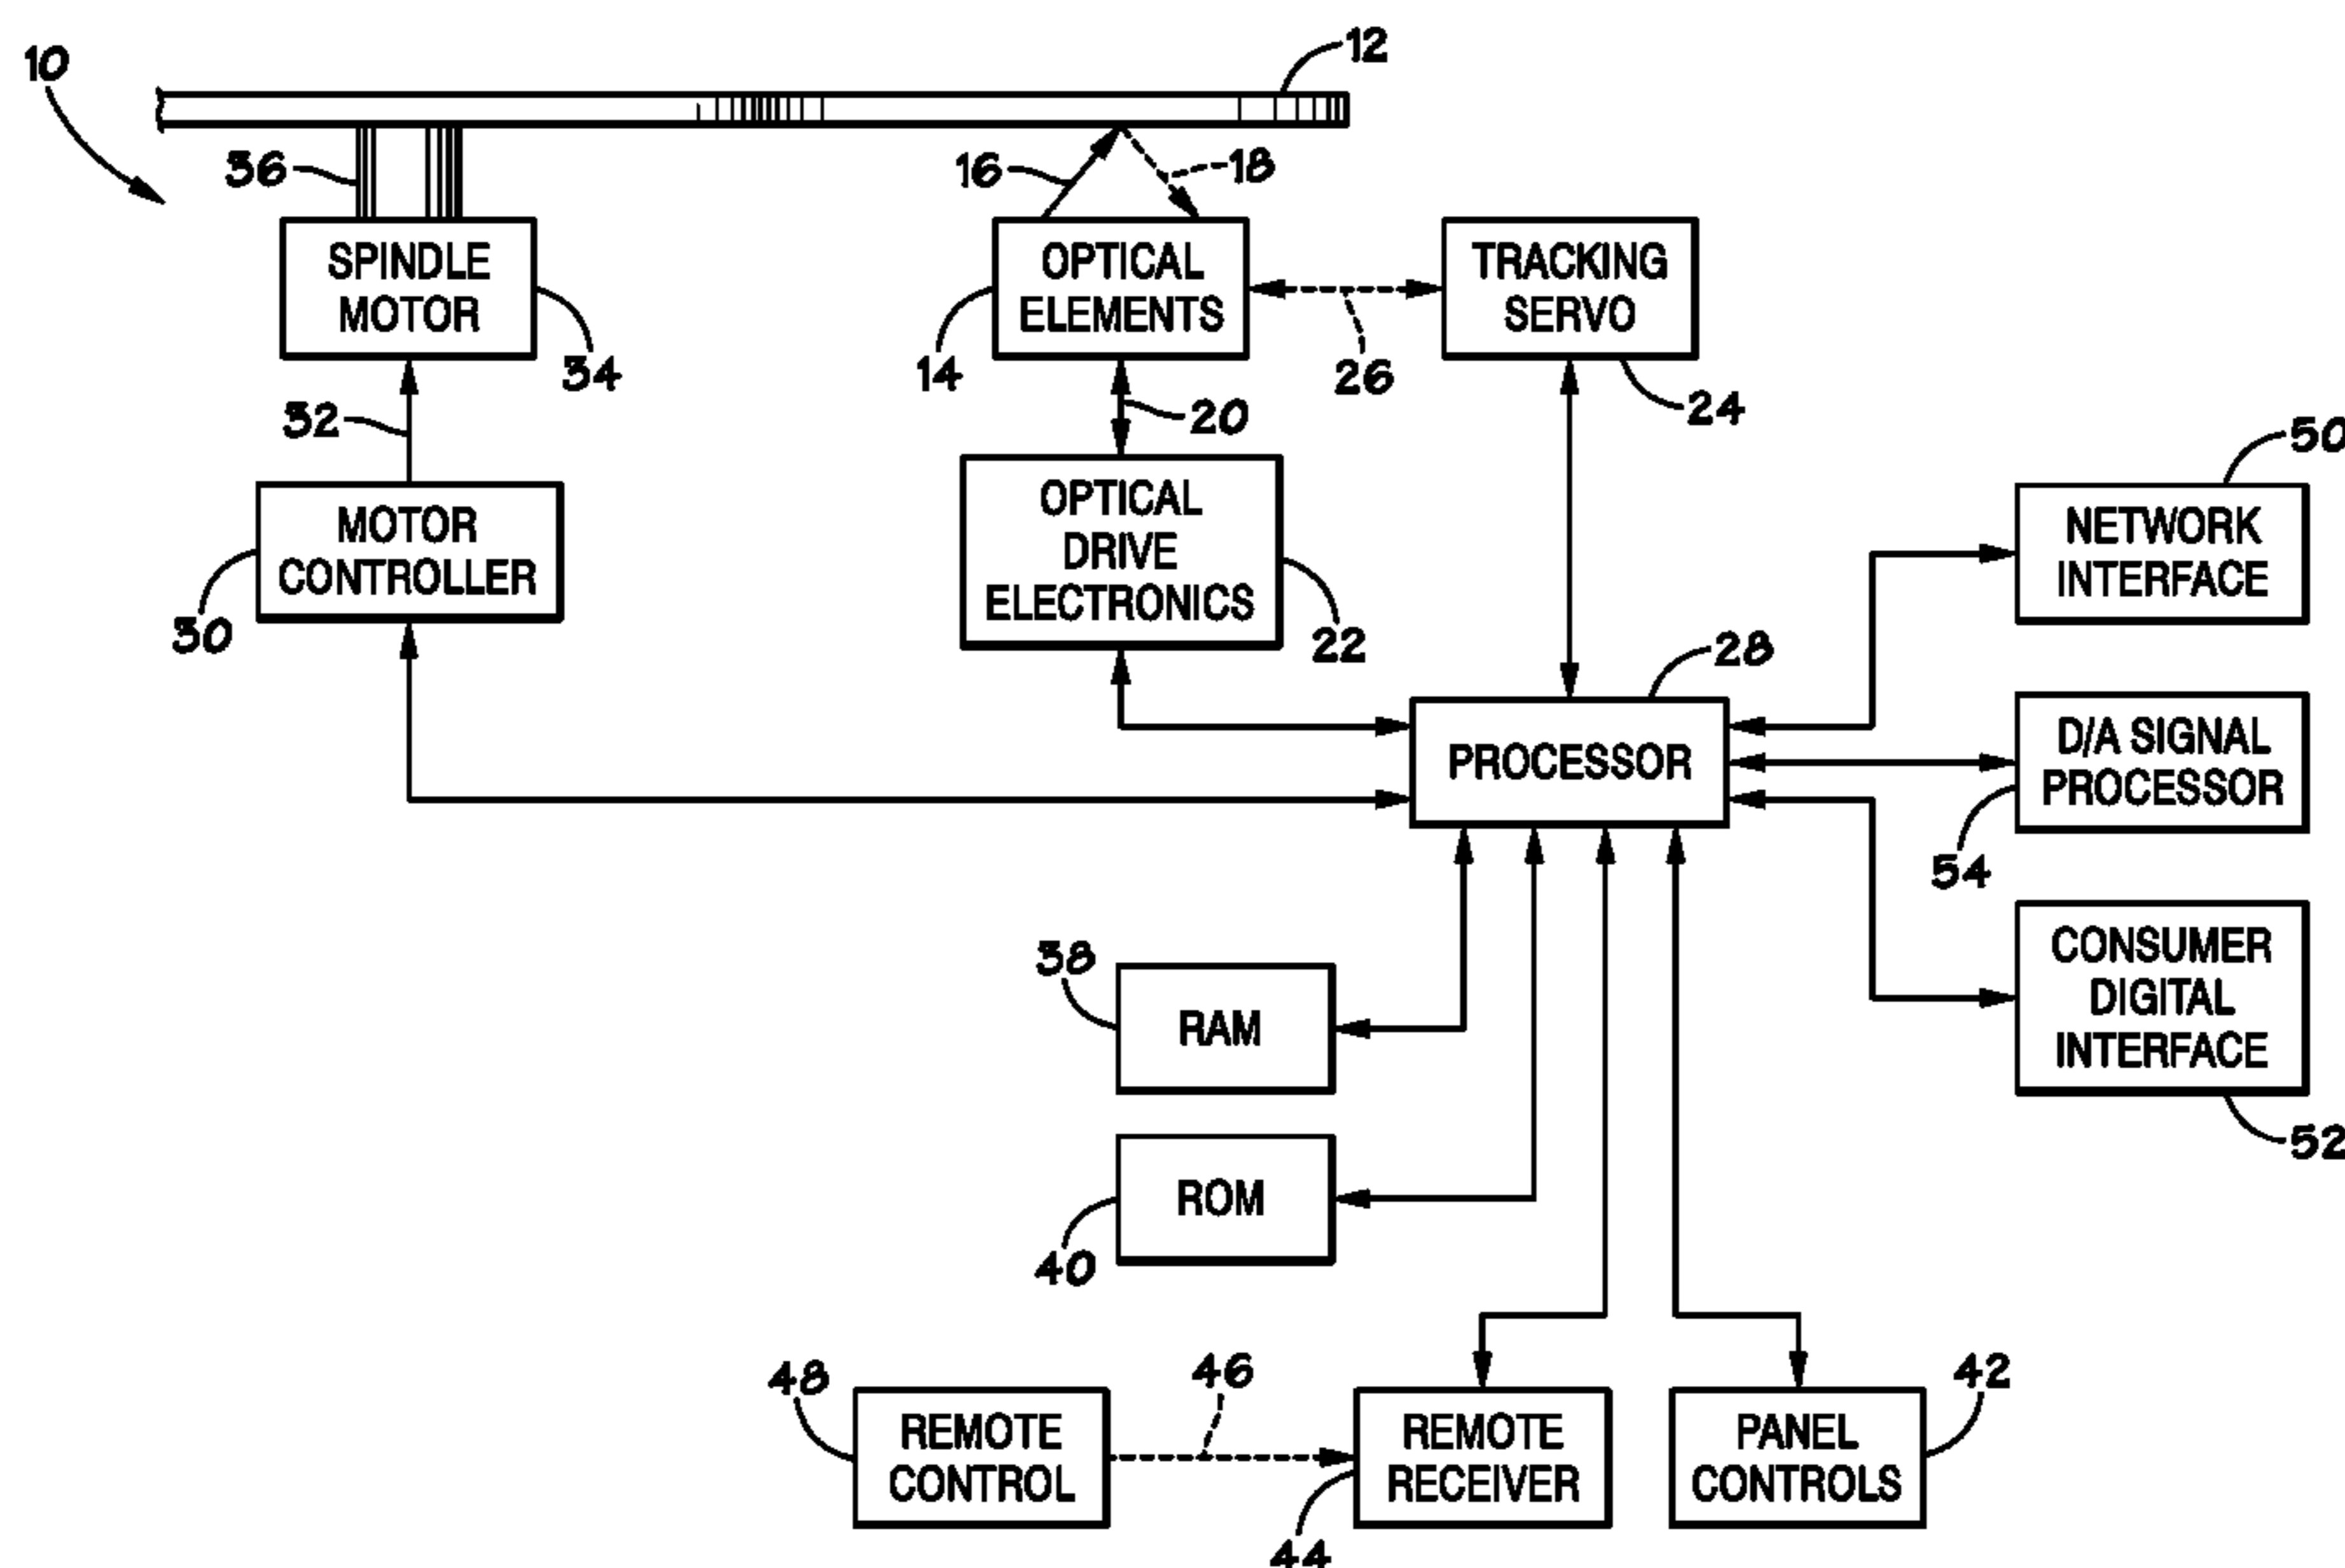 10
12
36
16
18
SPINDLE
MOTOR
OPTICAL
ELEMENTS
TRACKING
SERVO
34
14
26
24
32
20
50
MOTOR
CONTROLLER
OPTICAL
DRIVE
ELECTRONICS
NETWORK
INTERFACE
30
22
28
PROCESSOR
D/A SIGNAL
PROCESSOR
54
38
RAM
CONSUMER
DIGITAL
INTERFACE
52
ROM
40
48
46
42
REMOTE
CONTROL
REMOTE
RECEIVER
PANEL
CONTROLS
44